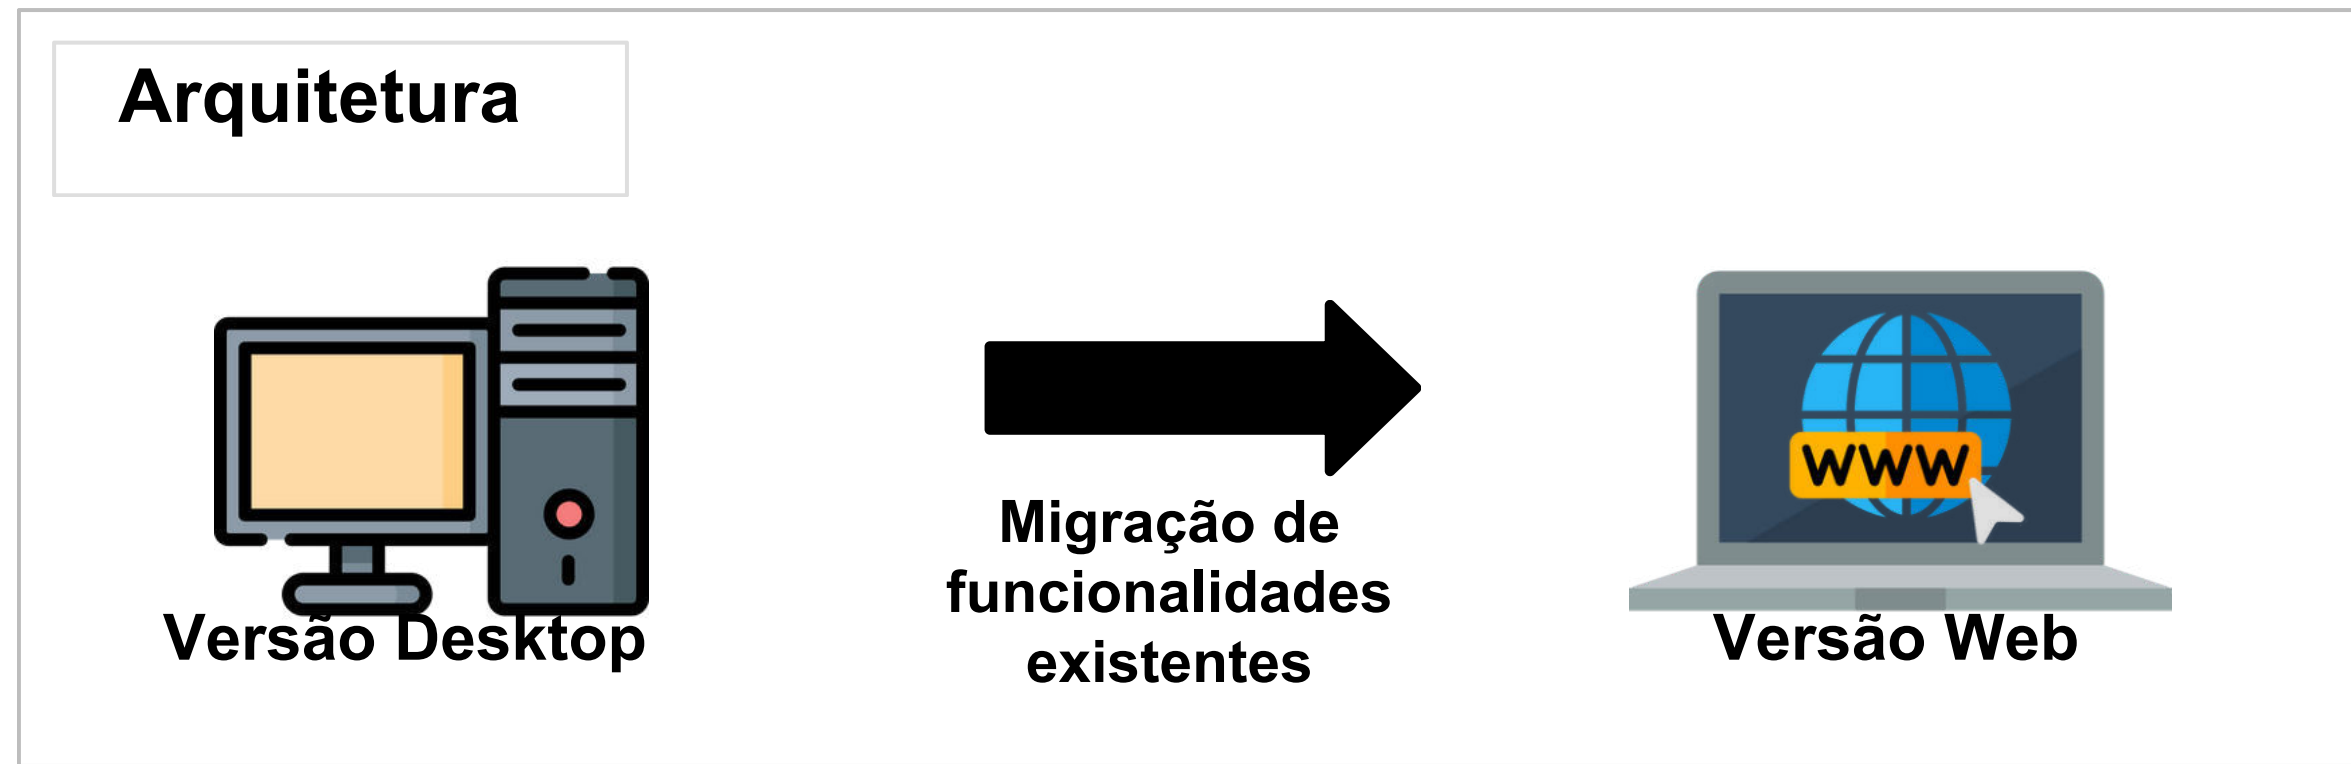 Arquitetura
WWW
Migração de
funcionalidades
existentes
Versão Desktop
Versão Web